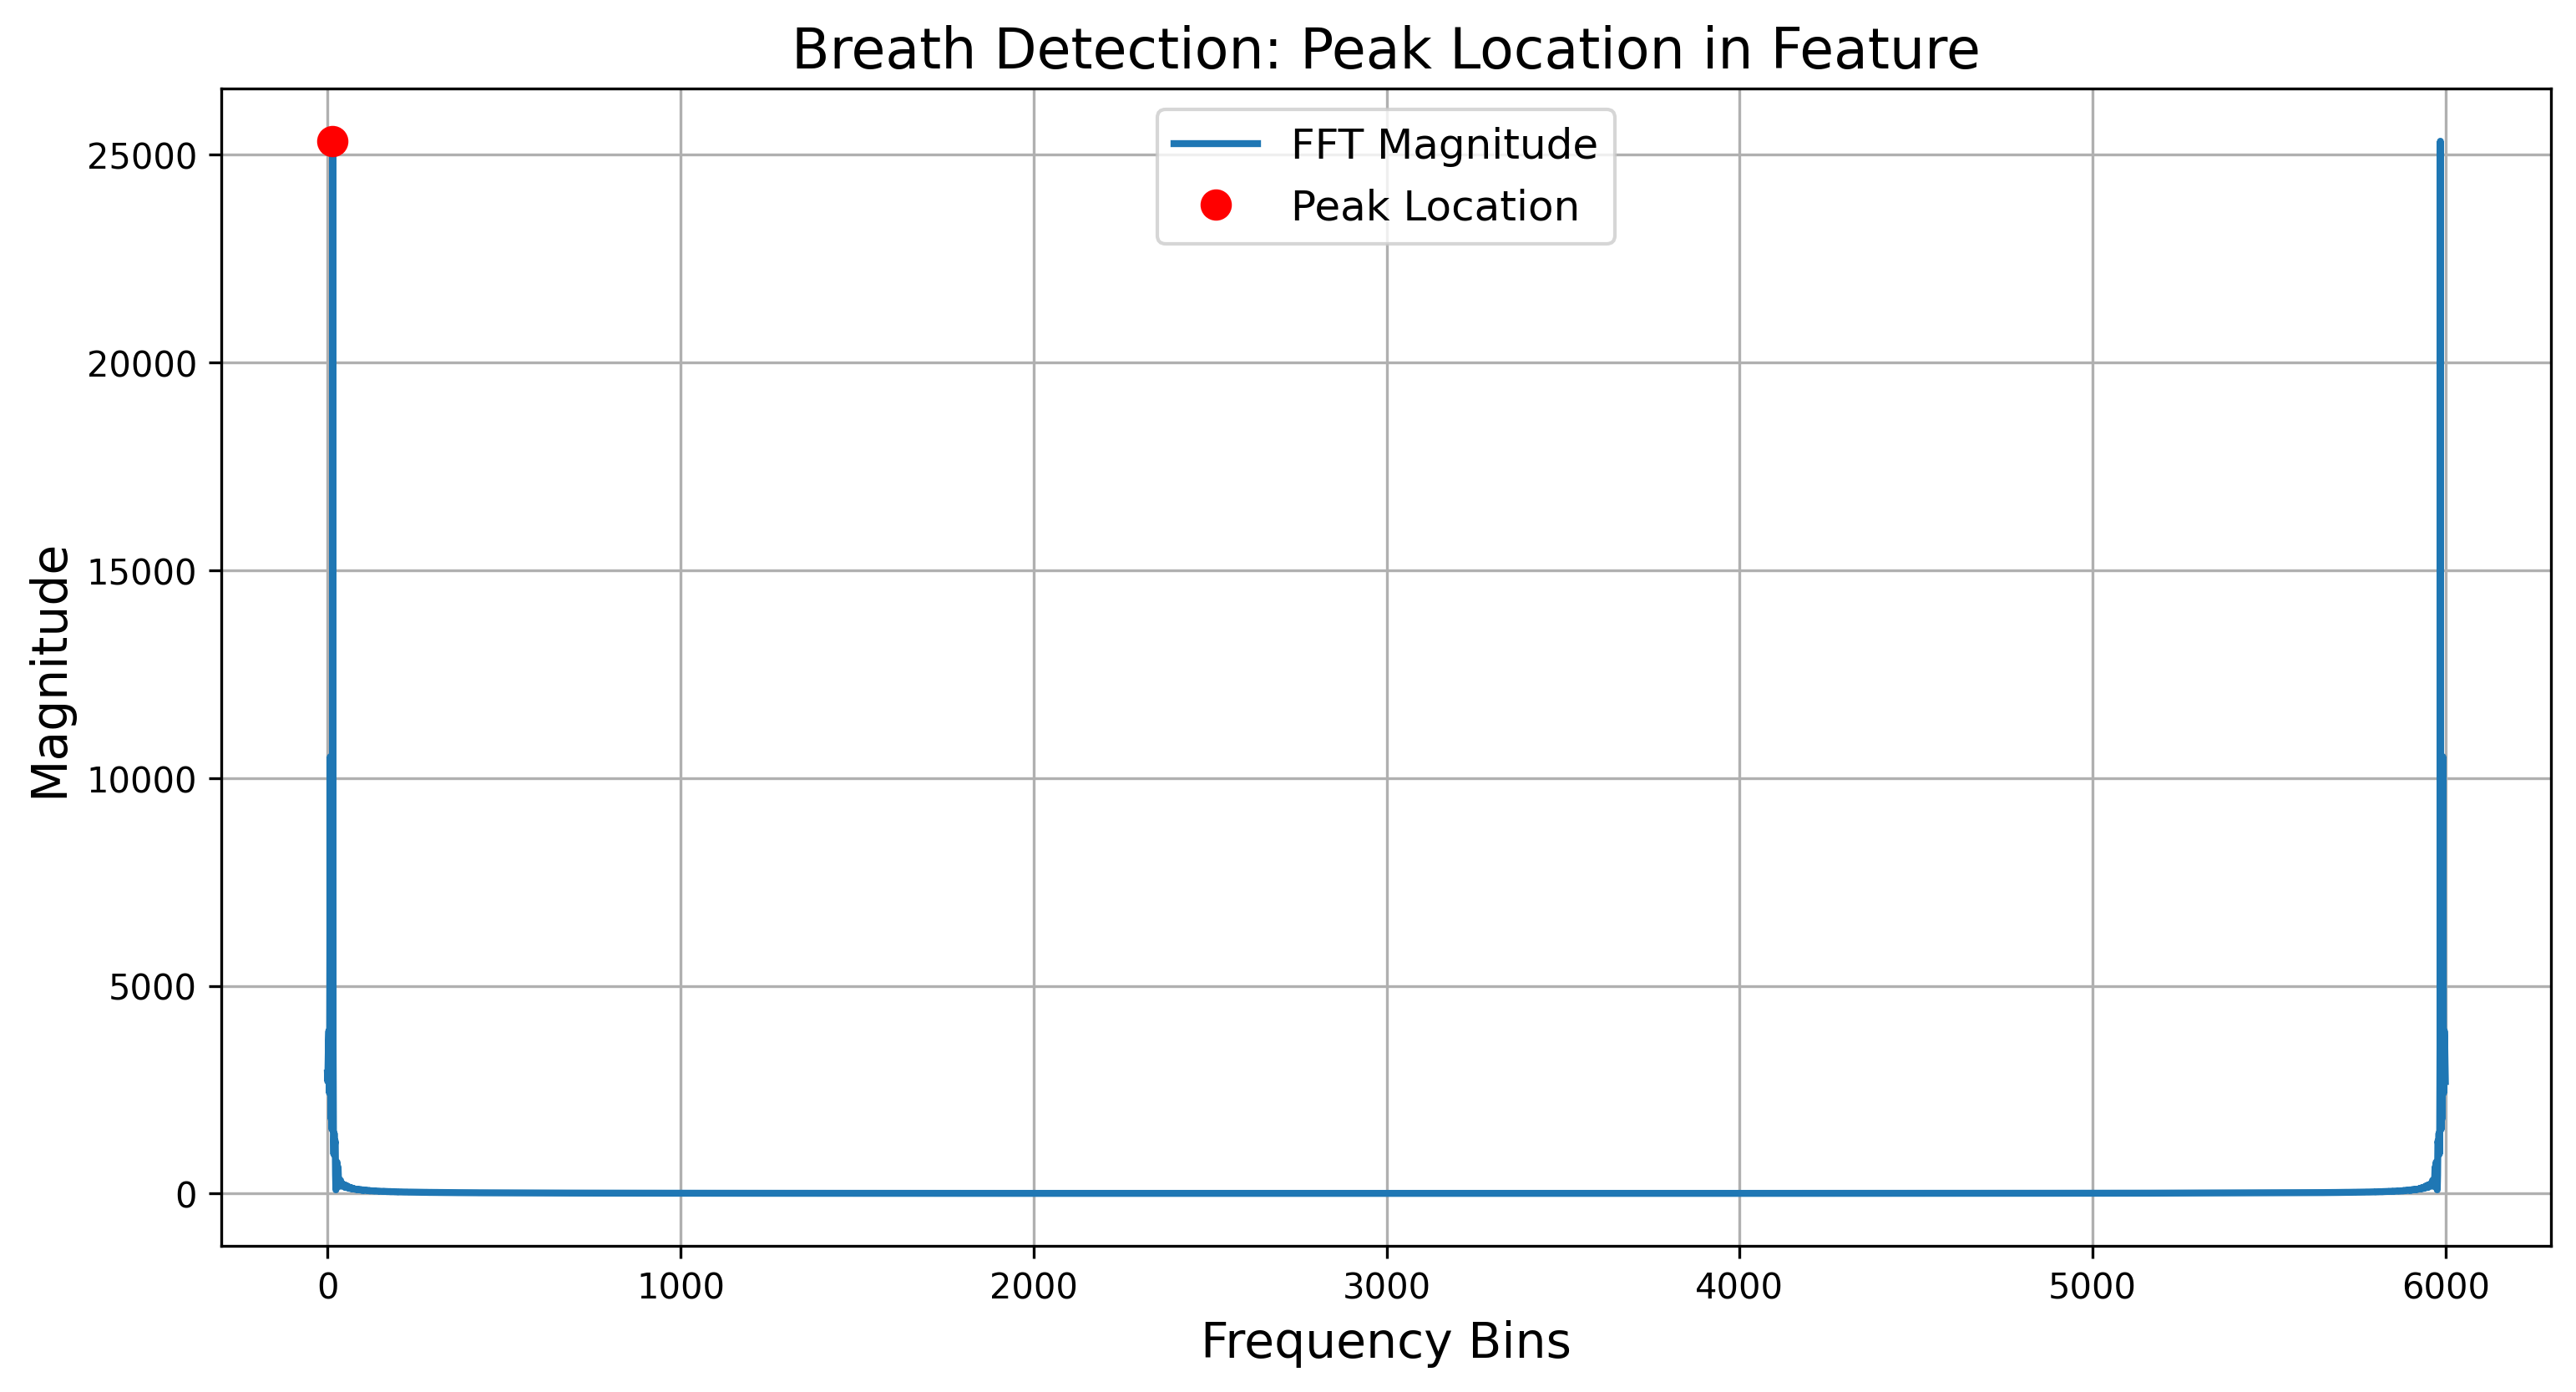 Breath Detection: Peak Location in Feature
FFT Magnitude
Peak Location
Magnitude
25000
20000
15000
10000
5000
0
0 1000 2000 3000 4000 5000 6000
Frequency Bins